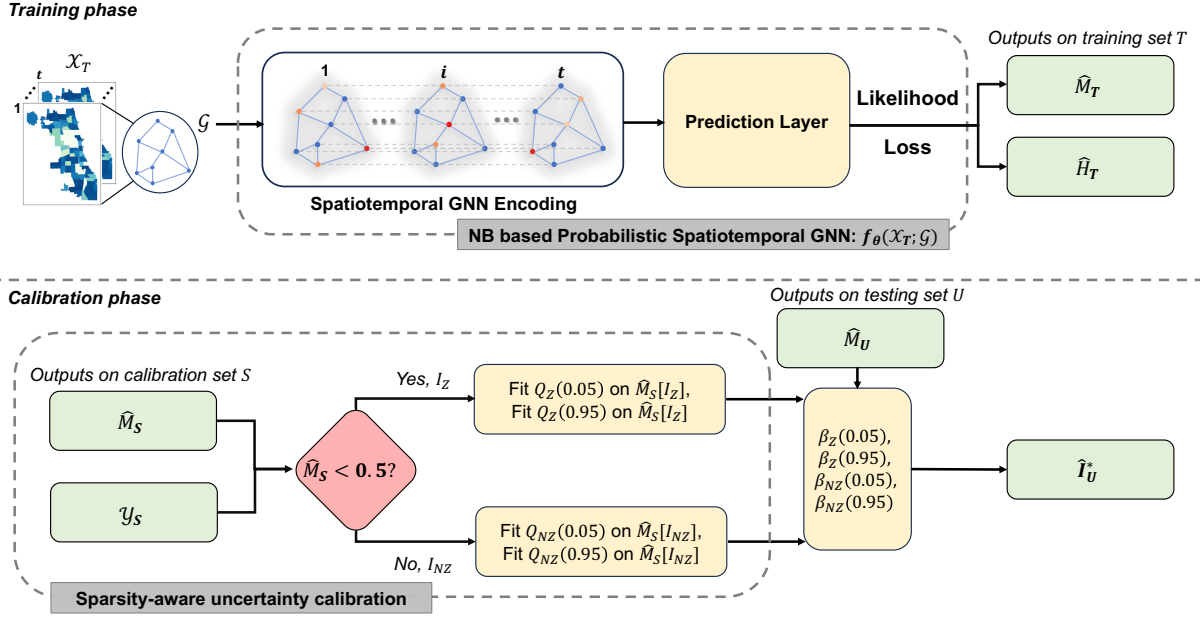 Training phase
𝒳_T
t
1
𝒢
1
i
t
Spatiotemporal GNN Encoding
Prediction Layer
Likelihood
Loss
NB based Probabilistic Spatiotemporal GNN: f_θ(𝒳_T; 𝒢)
Outputs on training set T
M̂_T
Ĥ_T
Calibration phase
Outputs on calibration set S
M̂_S
𝒴_S
M̂_S < 0.5?
Yes, I_Z
No, I_NZ
Fit Q_Z(0.05) on M̂_S[I_Z],
Fit Q_Z(0.95) on M̂_S[I_Z]
Fit Q_NZ(0.05) on M̂_S[I_NZ],
Fit Q_NZ(0.95) on M̂_S[I_NZ]
Sparsity-aware uncertainty calibration
Outputs on testing set U
M̂_U
β_Z(0.05),
β_Z(0.95),
β_NZ(0.05),
β_NZ(0.95)
Î*_U